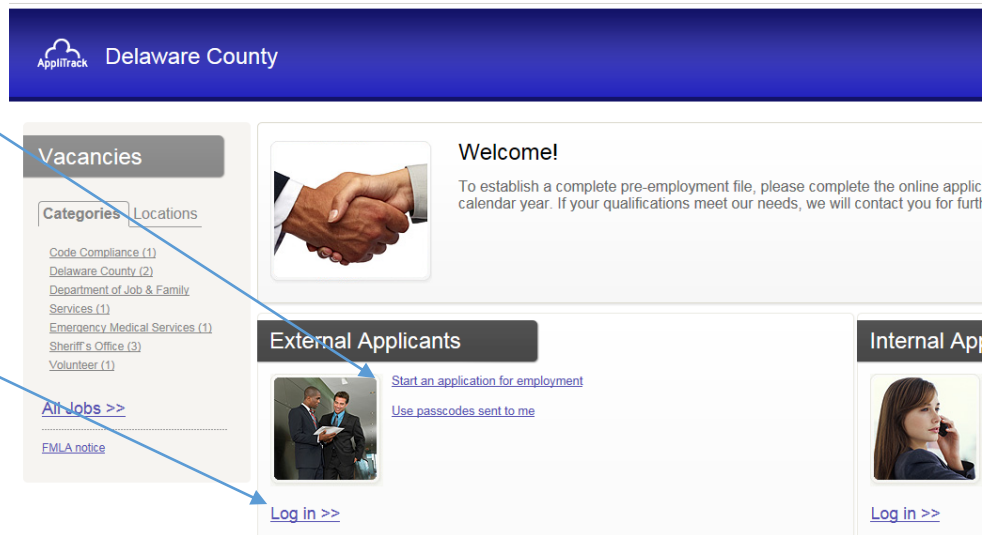 AppliTrack Delaware County
Vacancies
Categories Locations
Code Compliance (1)
Delaware County (2)
Department of Job & Family
Services (1)
Emergency Medical Services (1)
Sheriff's Office (3)
Volunteer (1)
All Jobs >>
FMLA notice
Welcome!
To establish a complete pre-employment file, please complete the online applic
calendar year. If your qualifications meet our needs, we will contact you for furth
External Applicants
Start an application for employment
Use passcodes sent to me
Log in >>
Internal App
Log in >>